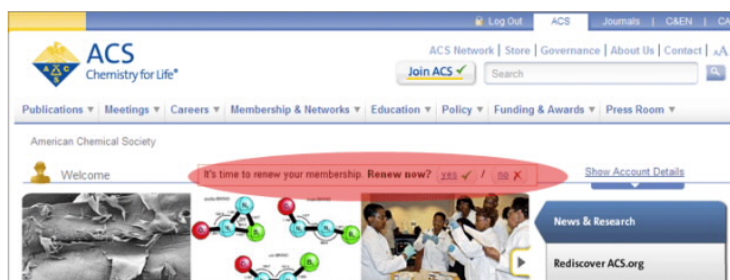 Log Out ACS Journals | C&EN | CA
ACS
Chemistry for Life®
ACS Network | Store | Governance | About Us | Contact | AA
Join ACS Search
Publications Meetings Careers Membership & Networks Education Policy Funding & Awards Press Room
American Chemical Society
Welcome
It's time to renew your membership. Renew now? yes / no
Show Account Details
News & Research
Rediscover ACS.org